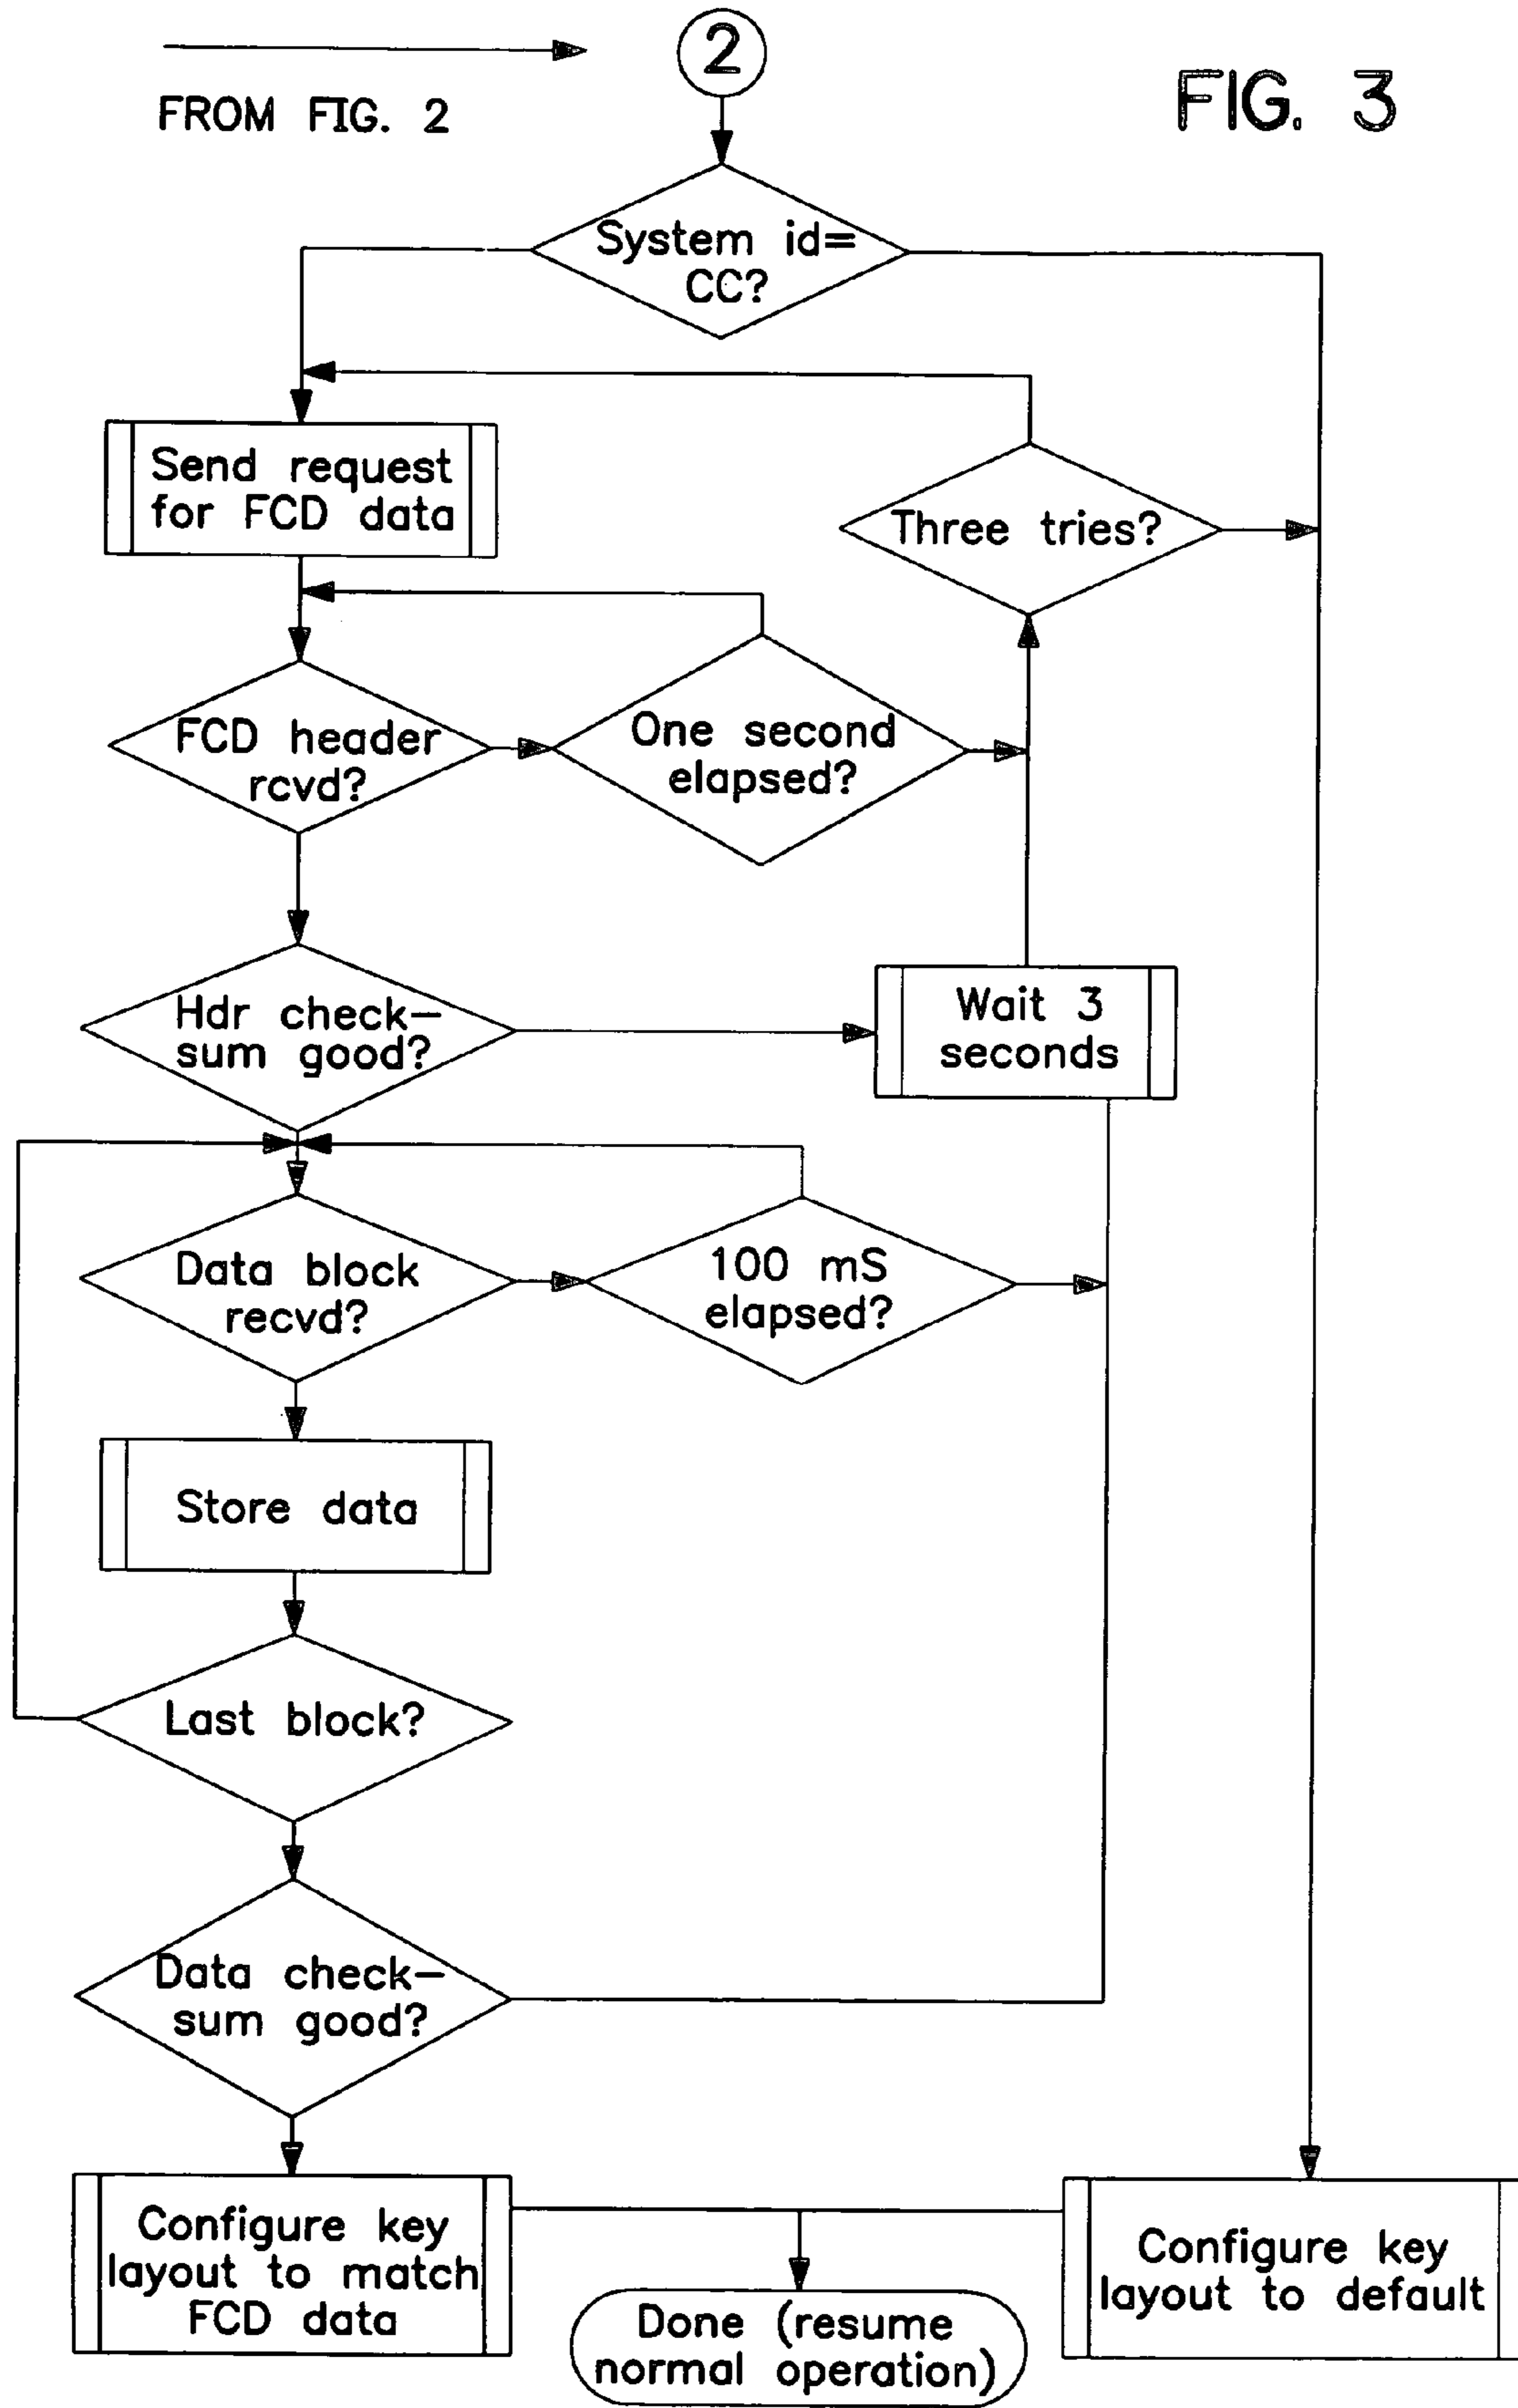 2
FIG. 3
FROM FIG. 2
System id=
CC?
Send request
for FCD data
Three tries?
FCD header
rcvd?
One second
elapsed?
Hdr check-
sum good?
Wait 3
seconds
Data block
recvd?
100 mS
elapsed?
Store data
Last block?
Data check-
sum good?
Configure key
layout to match
FCD data
Configure key
layout to default
Done (resume
normal operation)